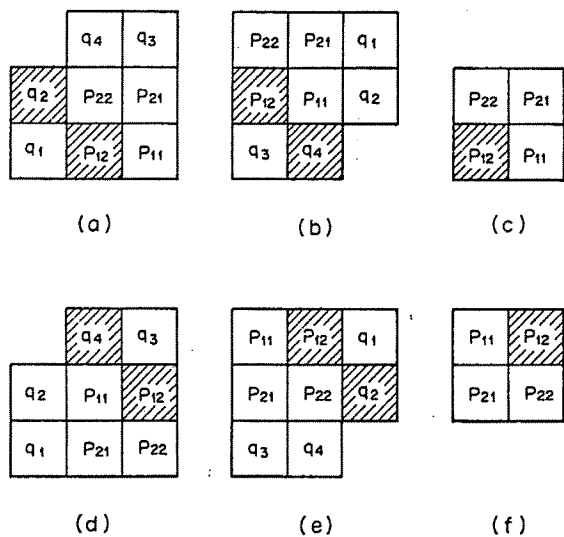 q4 q3 P22 P21 q1
q2 P22 P21 P12 P11 q2 P22 P21
q1 P12 P11 q3 q4 P12 P11
(a) (b) (c)
q4 q3 P11 P12 q1 P11 P12
q2 P11 P12 P21 P22 q2 P21 P22
q1 P21 P22 q3 q4
(d) (e) (f)